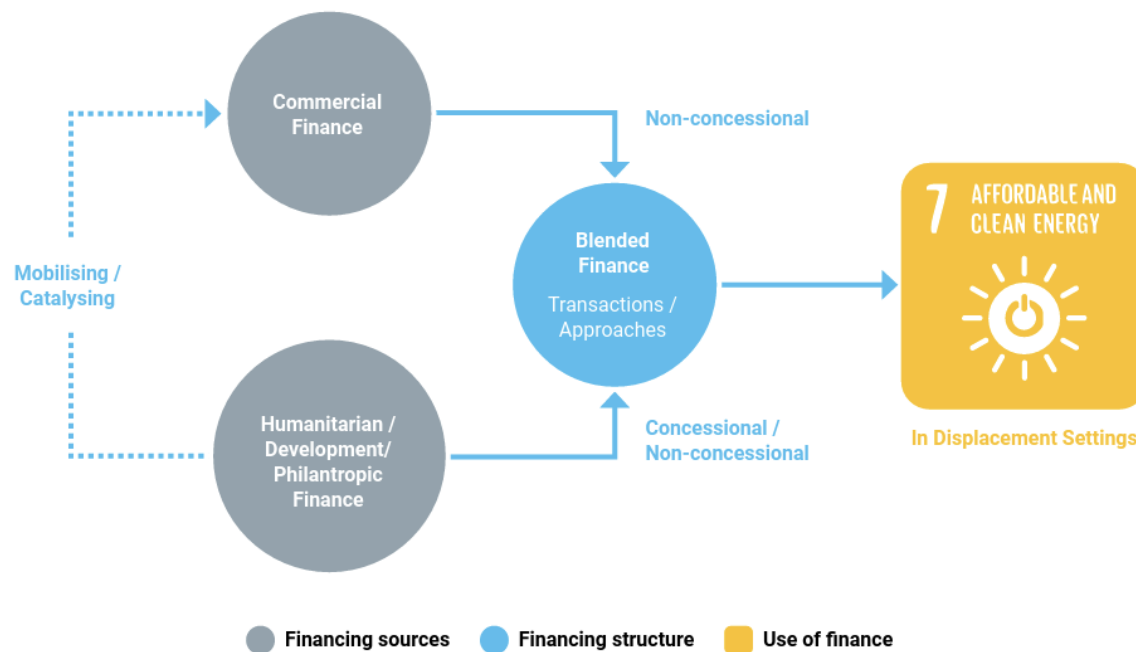 Commercial
Finance
Non-concessional
7 AFFORDABLE AND
CLEAN ENERGY
Blended
Finance
Transactions /
Approaches
Mobilising /
Catalysing
Humanitarian /
Development/
Philantropic
Finance
Concessional /
Non-concessional
In Displacement Settings
Financing sources
Financing structure
Use of finance